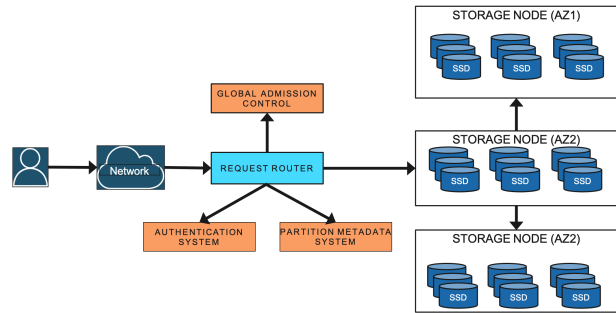 STORAGE NODE (AZ1)
SSD SSD SSD
GLOBAL ADMISSION
CONTROL
STORAGE NODE (AZ2)
SSD SSD SSD
Network
REQUEST ROUTER
AUTHENTICATION
SYSTEM
PARTITION METADATA
SYSTEM
STORAGE NODE (AZ2)
SSD SSD SSD